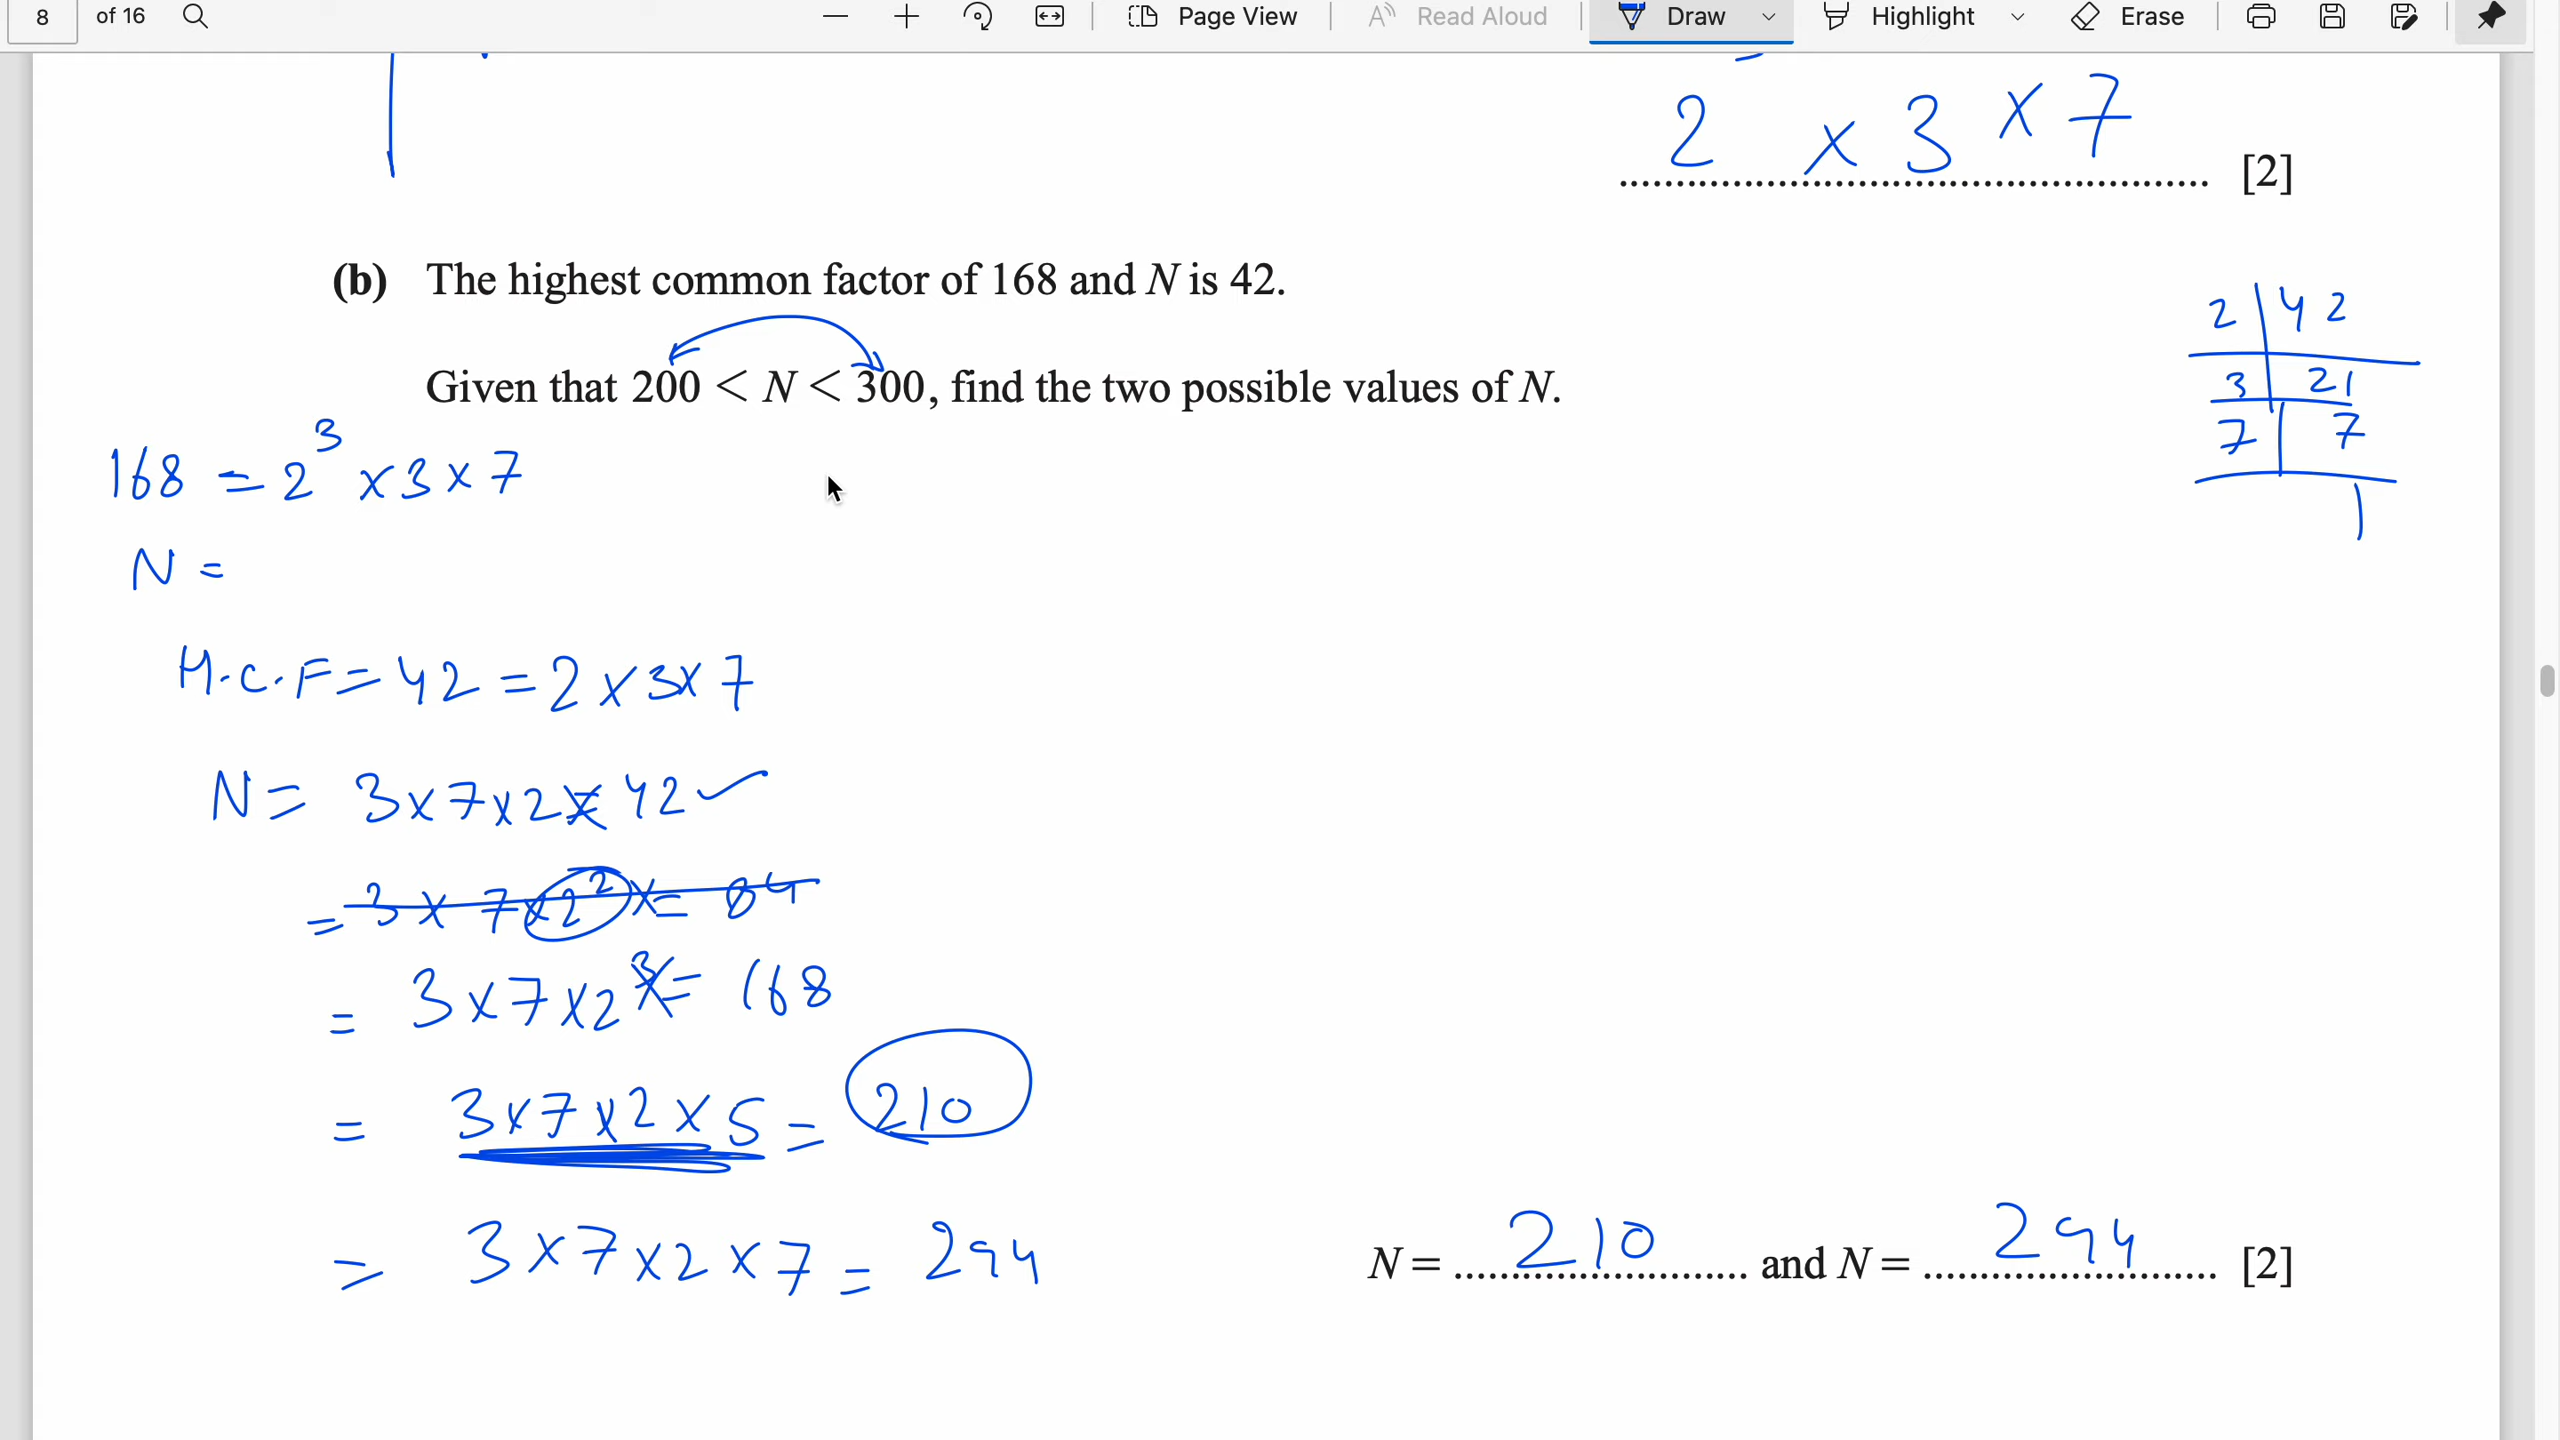 8 of 16 Page View Read Aloud Draw Highlight Erase
2 × 3 × 7
[2]
(b) The highest common factor of 168 and N is 42.
Given that 200 < N < 300, find the two possible values of N.
2 | 42
3 | 21
7 | 7
1
168 = 2³ × 3 × 7
N =
H.C.F = 42 = 2 × 3 × 7
N = 3 × 7 × 2 = 42 ✓
= 3 × 7 × 2² = 84
= 3 × 7 × 2³ = 168
= 3 × 7 × 2 × 5 = 210
= 3 × 7 × 2 × 7 = 294
N = 210 and N = 294 [2]